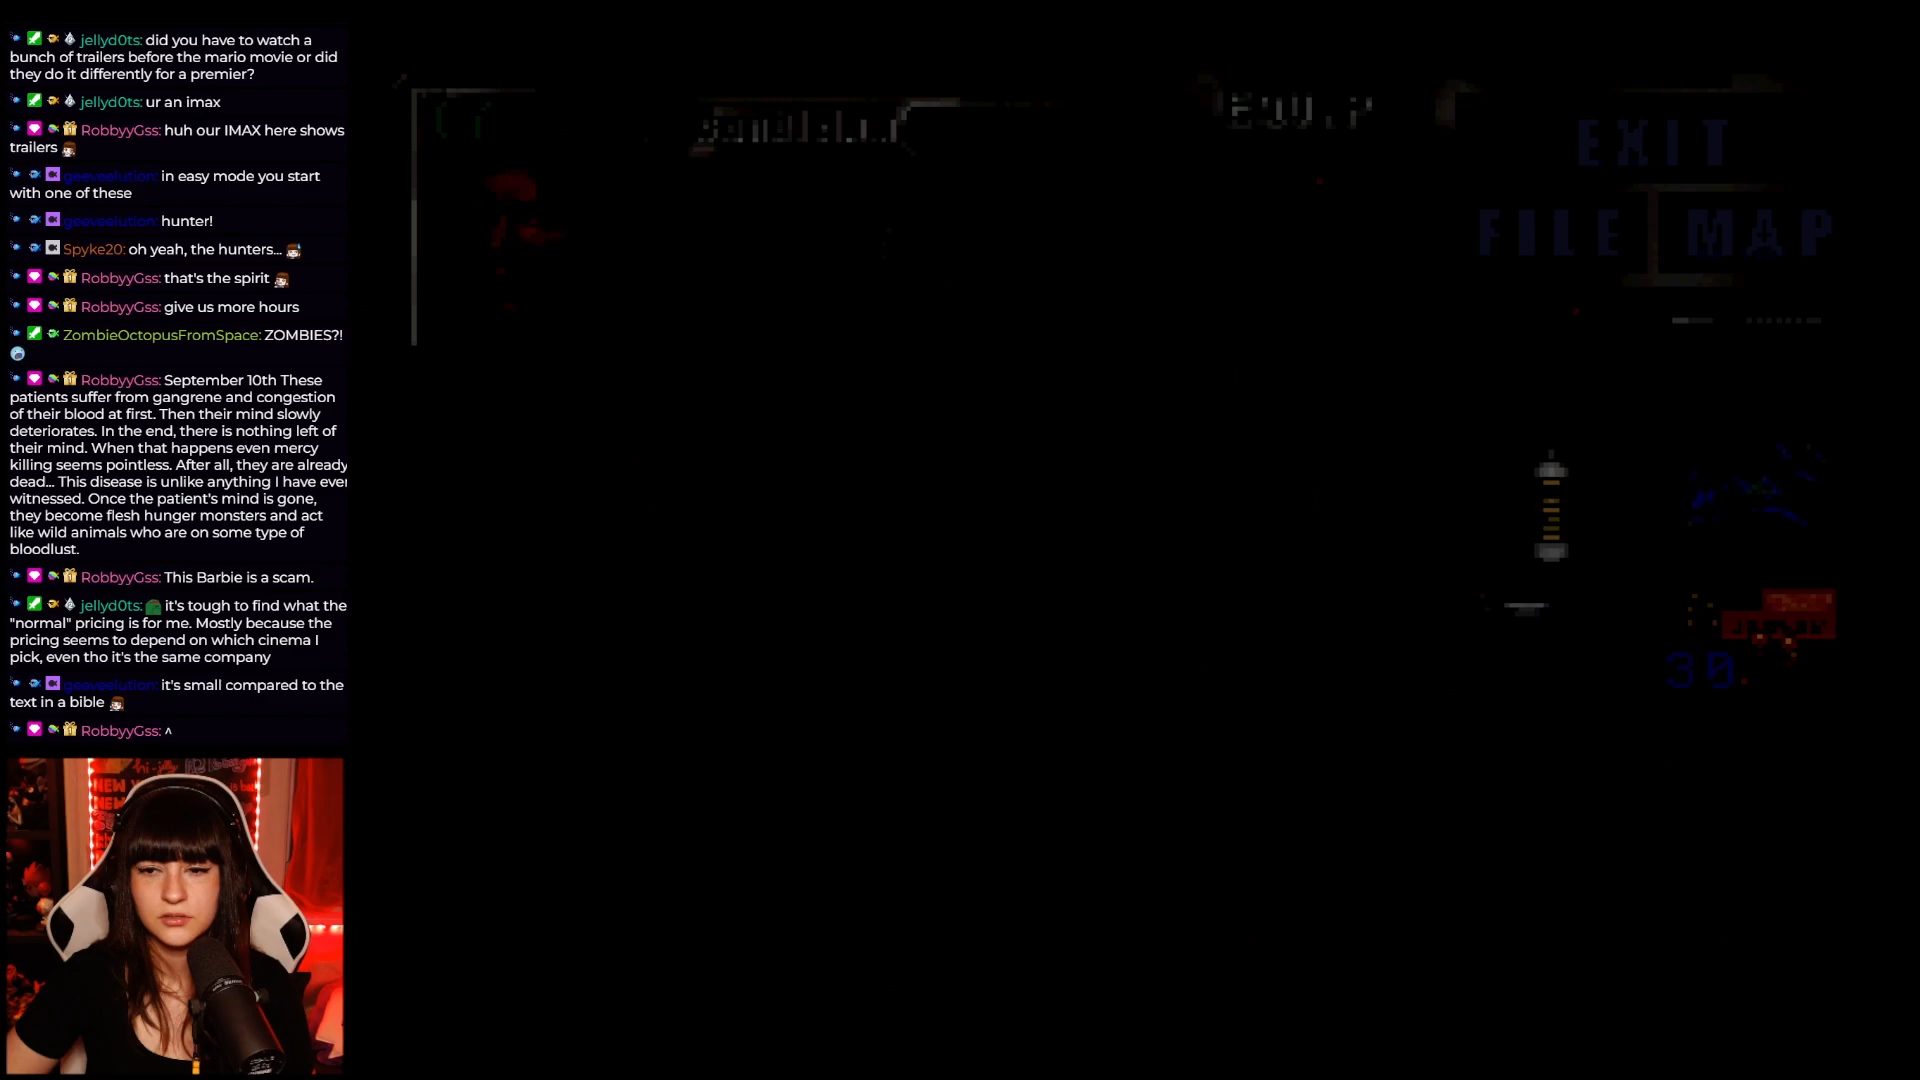 jellyd0ts: did you have to watch a
bunch of trailers before the mario movie or did
they do it differently for a premier?
jellyd0ts: ur an imax
RobbyyGss: huh our IMAX here shows
trailers
geeveelution: in easy mode you start
with one of these
geeveelution: hunter!
Spyke20: oh yeah, the hunters...
RobbyyGss: that's the spirit
RobbyyGss: give us more hours
ZombieOctopusFromSpace: ZOMBIES?!
RobbyyGss: September 10th These
patients suffer from gangrene and congestion
of their blood at first. Then their mind slowly
deteriorates. In the end, there is nothing left of
their mind. When that happens even mercy
killing seems pointless. After all, they are already
dead... This disease is unlike anything I have ever
witnessed. Once the patient's mind is gone,
they become flesh hunger monsters and act
like wild animals who are on some type of
bloodlust.
RobbyyGss: This Barbie is a scam.
jellyd0ts: it's tough to find what the
"normal" pricing is for me. Mostly because the
pricing seems to depend on which cinema I
pick, even tho it's the same company
geeveelution: it's small compared to the
text in a bible
RobbyyGss: ^
EXIT
FILE MAP
30